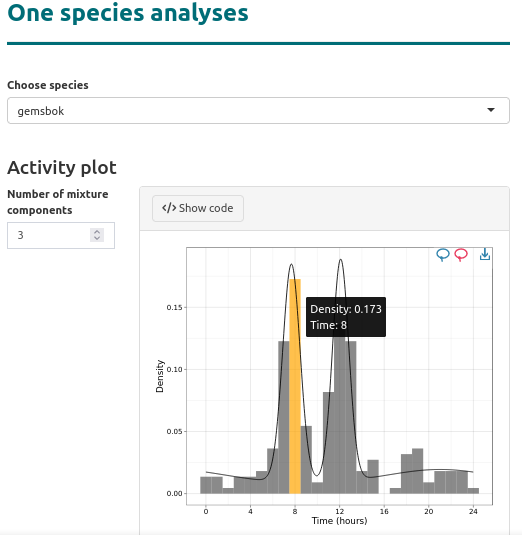 One species analyses
Choose species
gemsbok
Activity plot
Number of mixture
components
3
</> Show code
Density: 0.173
Time: 8
0.15
0.10
0.05
0.00
Density
0 4 8 12 16 20 24
Time (hours)